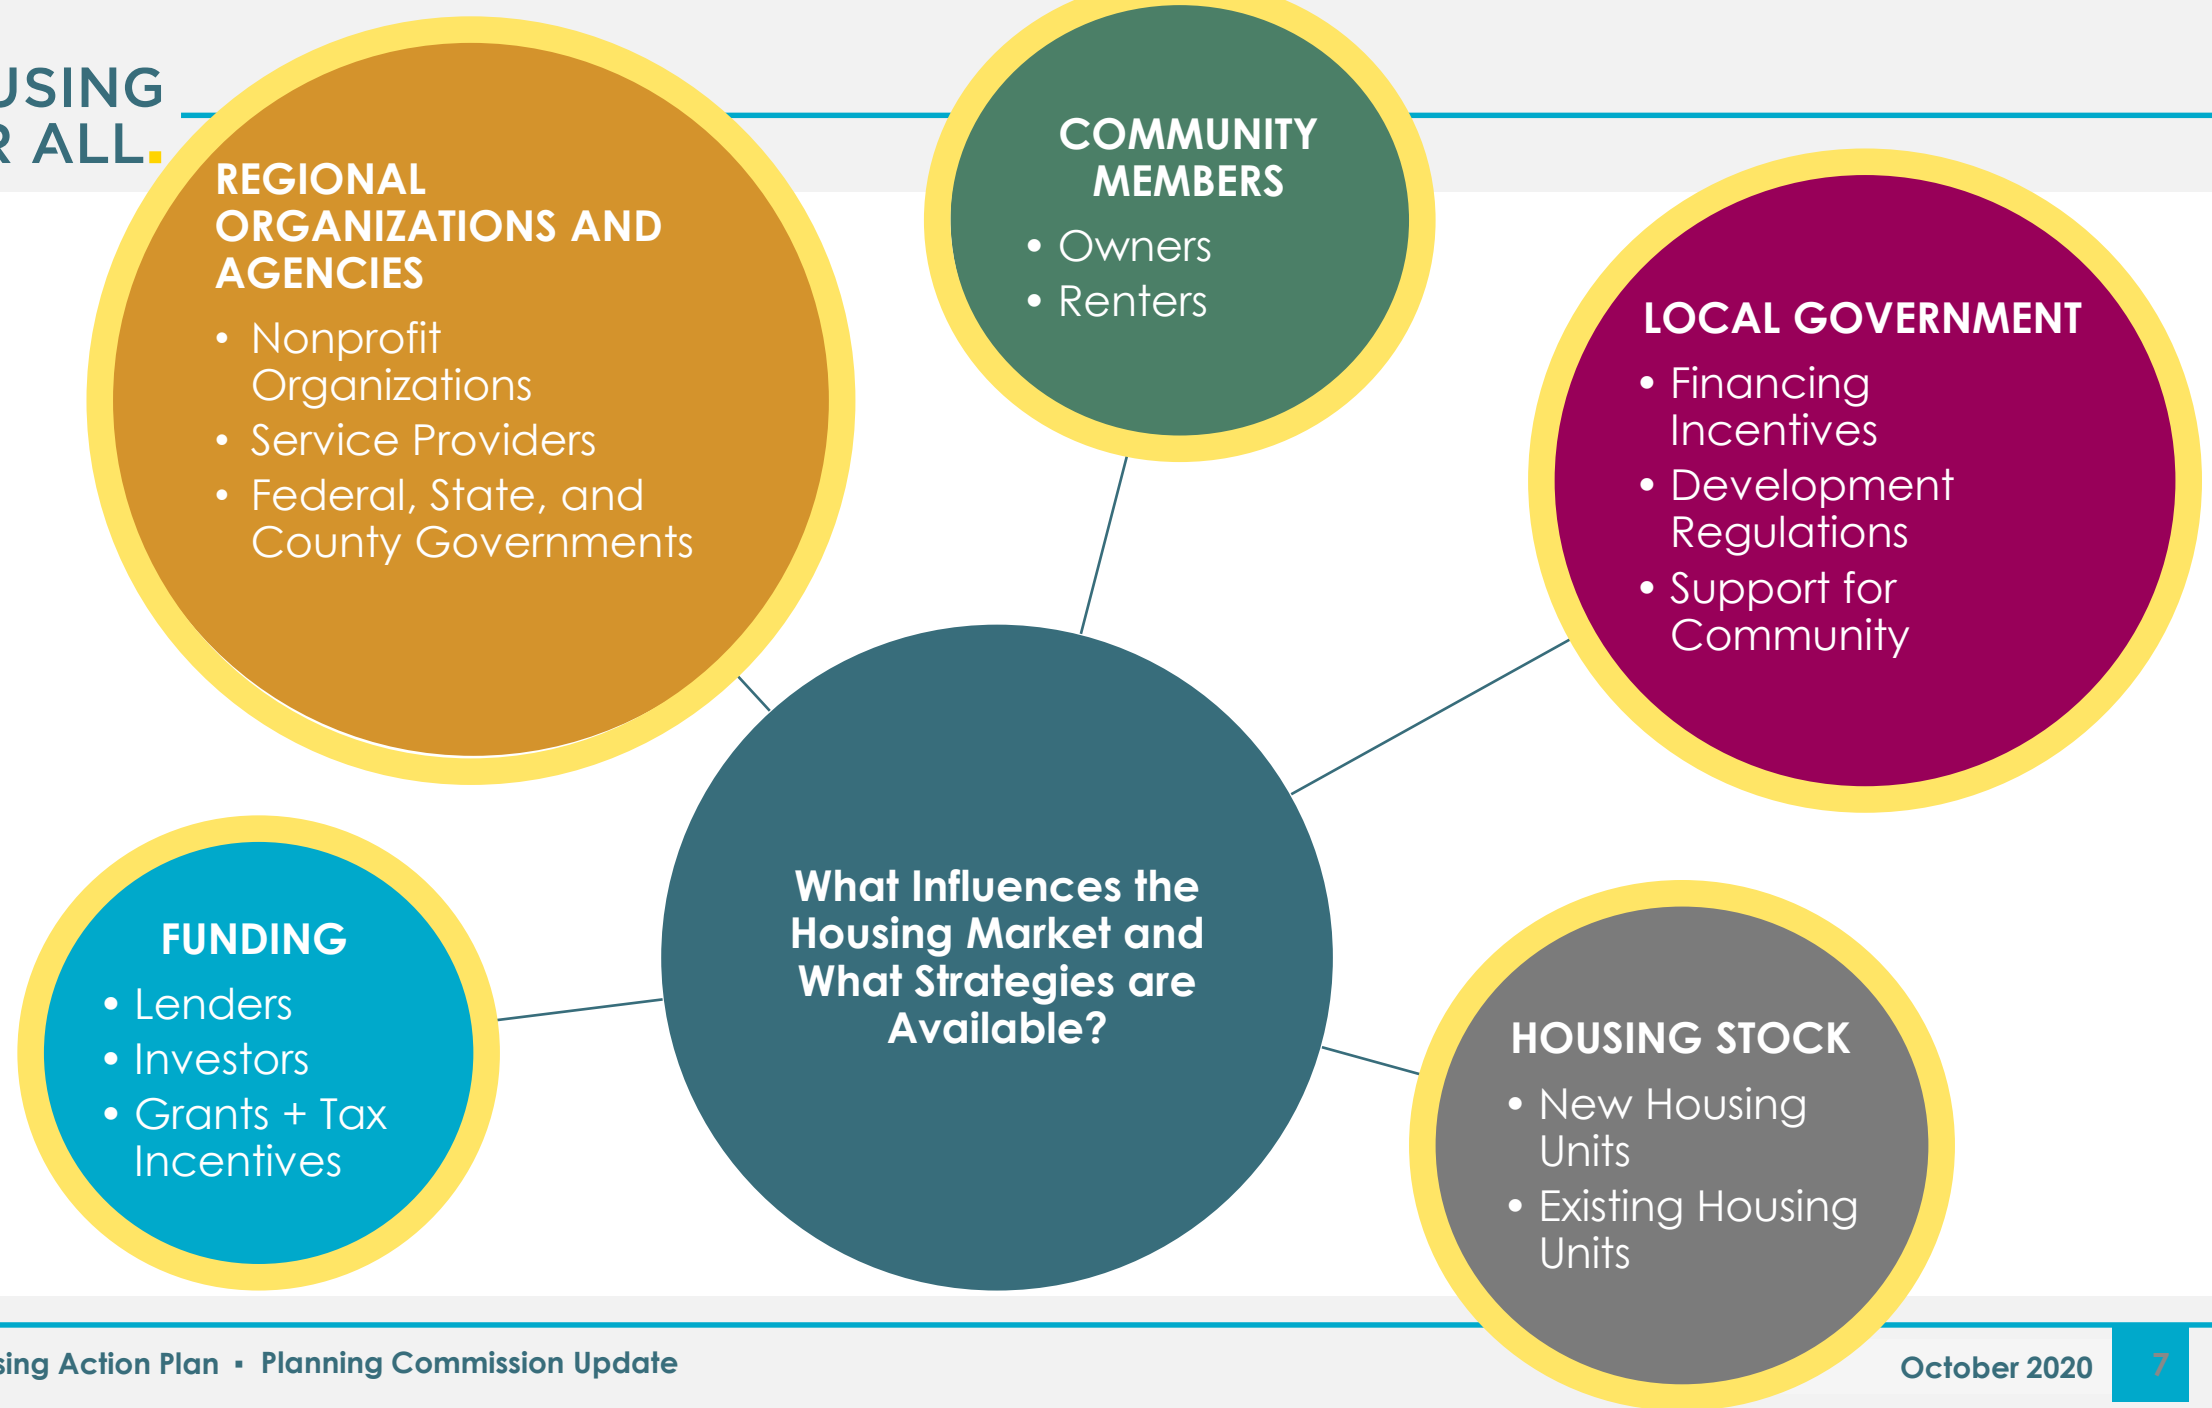 USING
R ALL.
REGIONAL
ORGANIZATIONS AND
AGENCIES
• Nonprofit
Organizations
• Service Providers
• Federal, State, and
County Governments
COMMUNITY
MEMBERS
• Owners
• Renters
LOCAL GOVERNMENT
• Financing
Incentives
• Development
Regulations
• Support for
Community
What Influences the
Housing Market and
What Strategies are
Available?
FUNDING
• Lenders
• Investors
• Grants + Tax
Incentives
HOUSING STOCK
• New Housing
Units
• Existing Housing
Units
sing Action Plan ▪ Planning Commission Update
October 2020
7